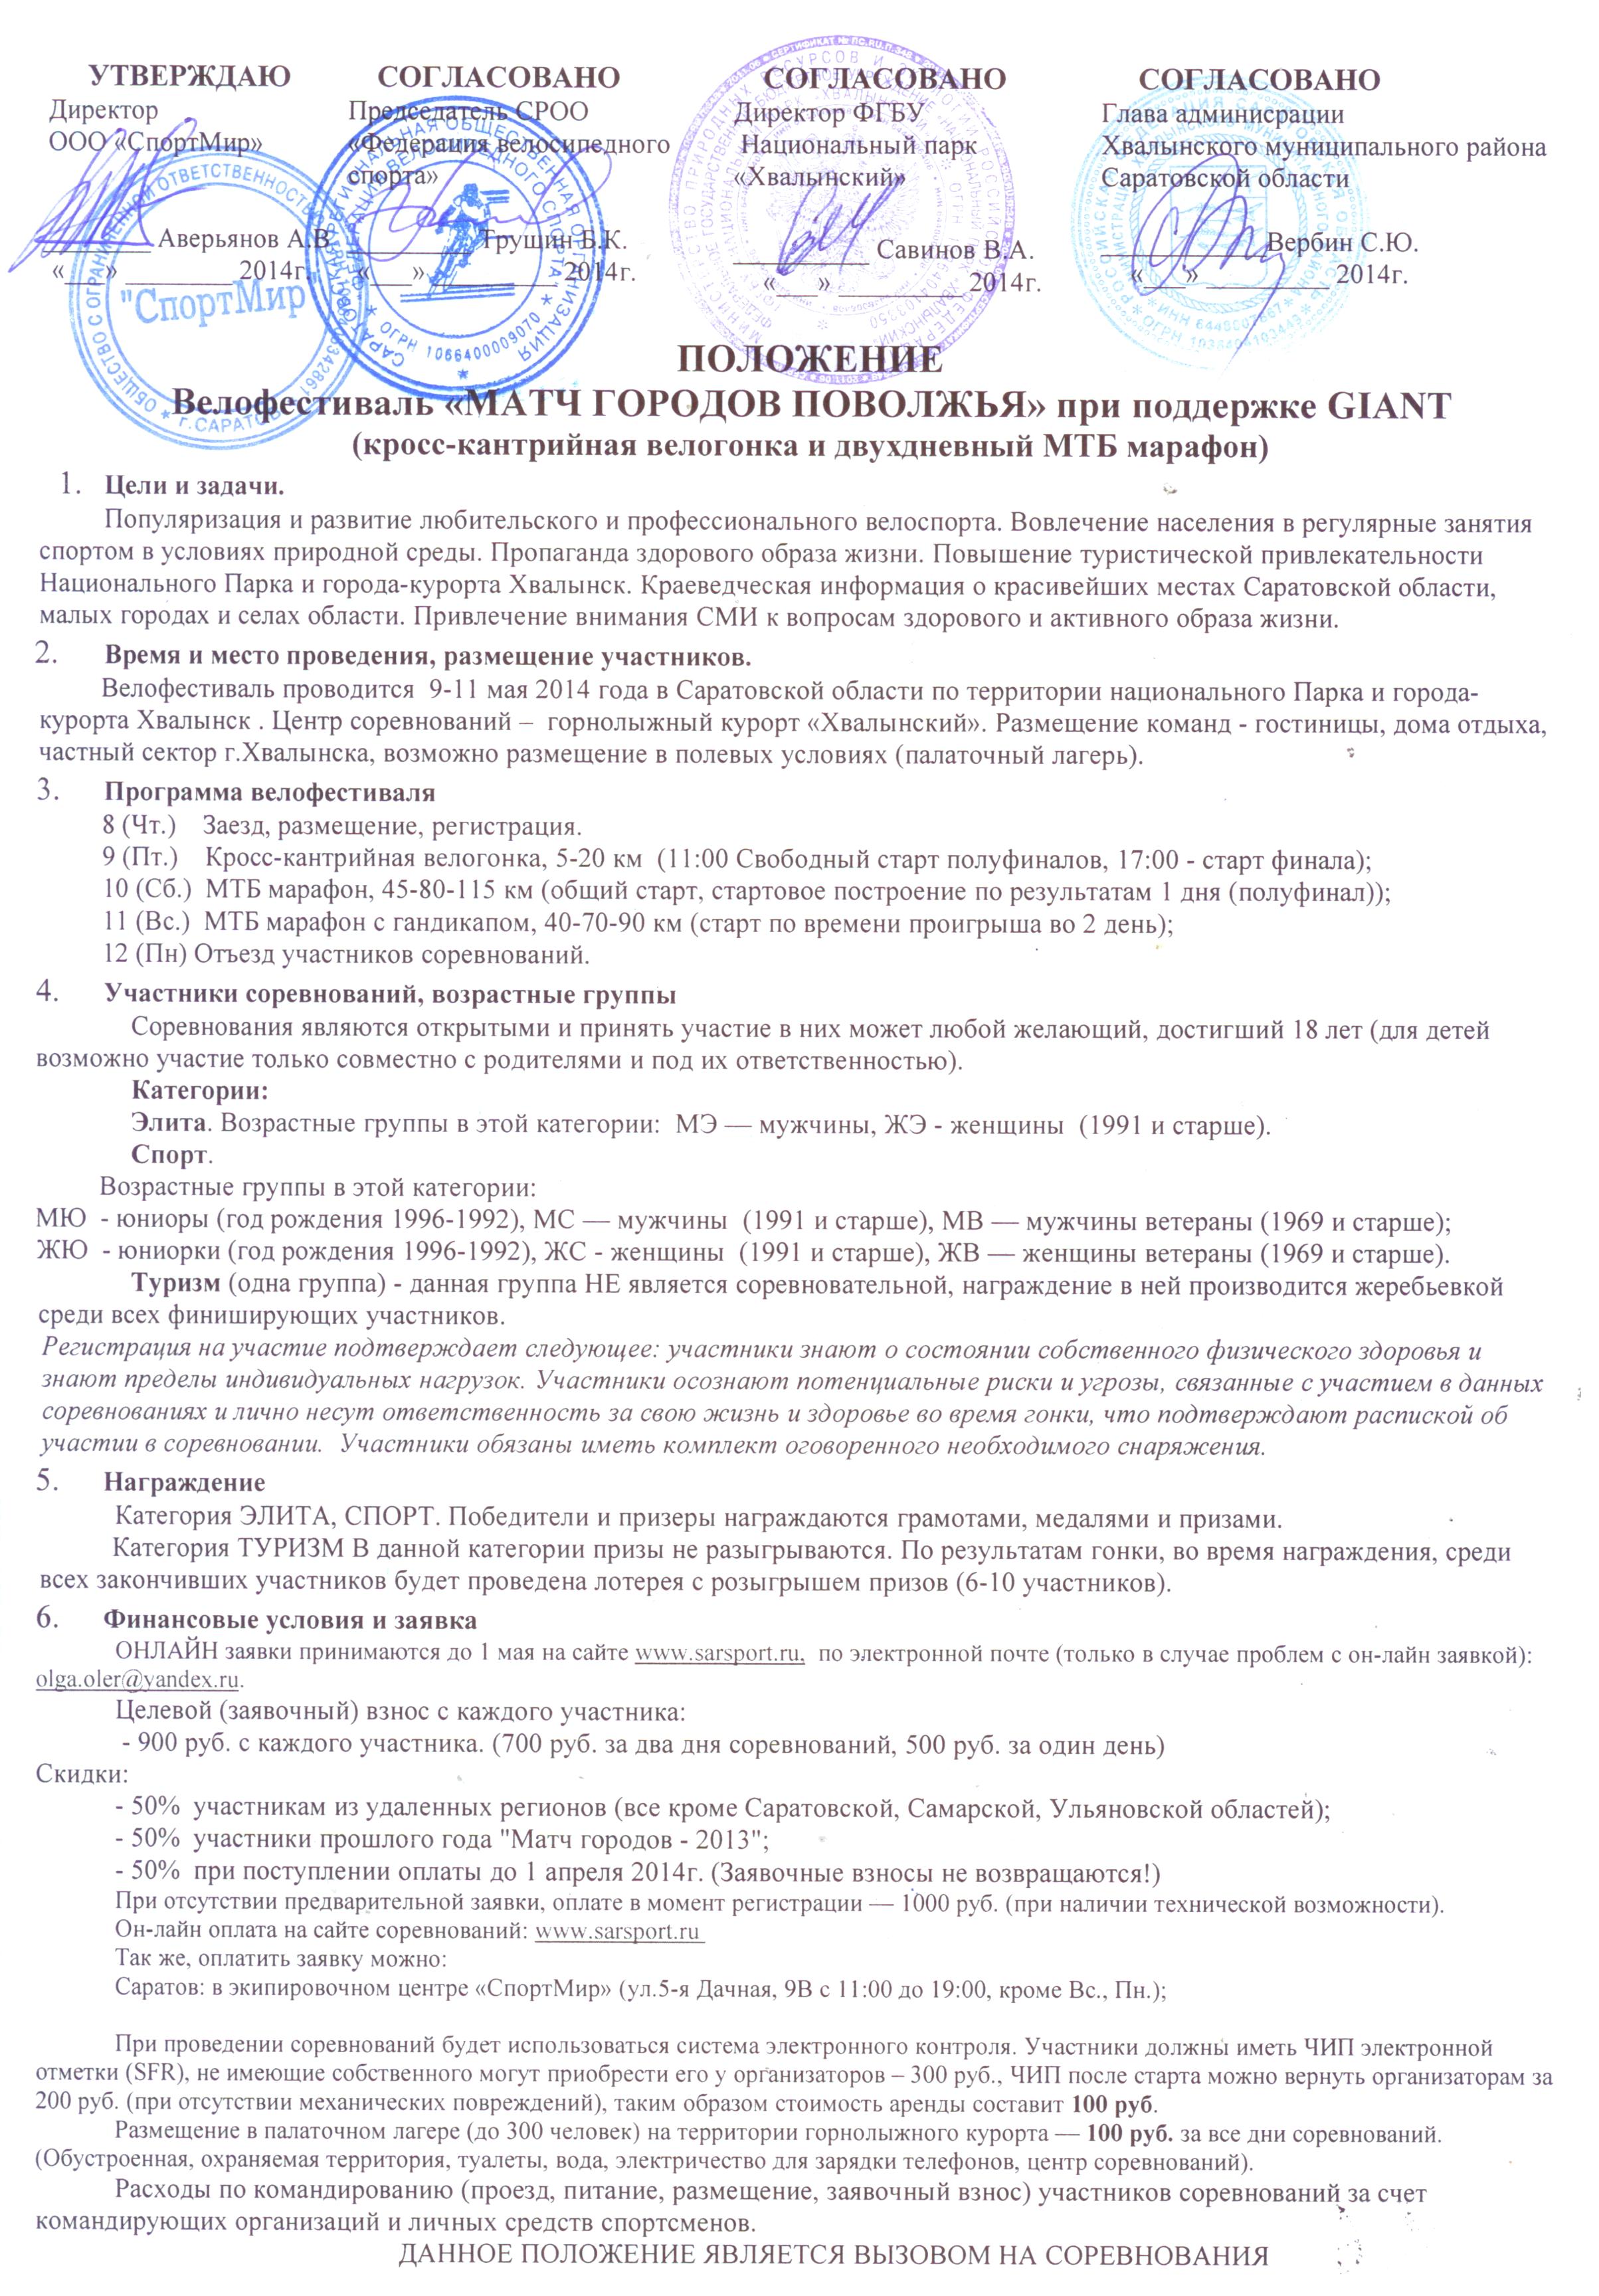 УТВЕРЖДАЮ
Директор
ООО «СпортМир»
Аверьянов А.В.
«___» ________ 2014г.
СОГЛАСОВАНО
Председатель СРОО
«Федерация велосипедного
спорта»
Трушин Б.К.
«___» ________ 2014г.
СОГЛАСОВАНО
Директор ФГБУ
Национальный парк
«Хвалынский»
__________ Савинов В.А.
«___» _________ 2014г.
СОГЛАСОВАНО
Глава админисрации
Хвалынского муниципального района
Саратовской области
____________Вербин С.Ю.
«___» _________ 2014г.
"СпортМир"
ОБЩЕСТВО С ОГРАНИЧЕННОЙ ОТВЕТСТВЕННОСТЬЮ
г.САРАТОВ
САРАТОВСКАЯ РЕГИОНАЛЬНАЯ ОБЩЕСТВЕННАЯ ОРГАНИЗАЦИЯ
"ФЕДЕРАЦИЯ ВЕЛОСИПЕДНОГО СПОРТА"
ОГРН 1066400009070
ПОЛОЖЕНИЕ
Велофестиваль «МАТЧ ГОРОДОВ ПОВОЛЖЬЯ» при поддержке GIANT
(кросс-кантрийная велогонка и двухдневный МТБ марафон)
1. Цели и задачи.
Популяризация и развитие любительского и профессионального велоспорта. Вовлечение населения в регулярные занятия
спортом в условиях природной среды. Пропаганда здорового образа жизни. Повышение туристической привлекательности
Национального Парка и города-курорта Хвалынск. Краеведческая информация о красивейших местах Саратовской области,
малых городах и селах области. Привлечение внимания СМИ к вопросам здорового и активного образа жизни.
2. Время и место проведения, размещение участников.
Велофестиваль проводится 9-11 мая 2014 года в Саратовской области по территории национального Парка и города-
курорта Хвалынск . Центр соревнований – горнолыжный курорт «Хвалынский». Размещение команд - гостиницы, дома отдыха,
частный сектор г.Хвалынска, возможно размещение в полевых условиях (палаточный лагерь).
3. Программа велофестиваля
8 (Чт.) Заезд, размещение, регистрация.
9 (Пт.) Кросс-кантрийная велогонка, 5-20 км (11:00 Свободный старт полуфиналов, 17:00 - старт финала);
10 (Сб.) МТБ марафон, 45-80-115 км (общий старт, стартовое построение по результатам 1 дня (полуфинал));
11 (Вс.) МТБ марафон с гандикапом, 40-70-90 км (старт по времени проигрыша во 2 день);
12 (Пн) Отъезд участников соревнований.
4. Участники соревнований, возрастные группы
Соревнования являются открытыми и принять участие в них может любой желающий, достигший 18 лет (для детей
возможно участие только совместно с родителями и под их ответственностью).
Категории:
Элита. Возрастные группы в этой категории: МЭ — мужчины, ЖЭ - женщины (1991 и старше).
Спорт.
Возрастные группы в этой категории:
МЮ - юниоры (год рождения 1996-1992), МС — мужчины (1991 и старше), МВ — мужчины ветераны (1969 и старше);
ЖЮ - юниорки (год рождения 1996-1992), ЖС - женщины (1991 и старше), ЖВ — женщины ветераны (1969 и старше).
Туризм (одна группа) - данная группа НЕ является соревновательной, награждение в ней производится жеребьевкой
среди всех финиширующих участников.
Регистрация на участие подтверждает следующее: участники знают о состоянии собственного физического здоровья и
знают пределы индивидуальных нагрузок. Участники осознают потенциальные риски и угрозы, связанные с участием в данных
соревнованиях и лично несут ответственность за свою жизнь и здоровье во время гонки, что подтверждают распиской об
участии в соревновании. Участники обязаны иметь комплект оговоренного необходимого снаряжения.
5. Награждение
Категория ЭЛИТА, СПОРТ. Победители и призеры награждаются грамотами, медалями и призами.
Категория ТУРИЗМ В данной категории призы не разыгрываются. По результатам гонки, во время награждения, среди
всех закончивших участников будет проведена лотерея с розыгрышем призов (6-10 участников).
6. Финансовые условия и заявка
ОНЛАЙН заявки принимаются до 1 мая на сайте www.sarsport.ru, по электронной почте (только в случае проблем с он-лайн заявкой):
olga.oler@yandex.ru.
Целевой (заявочный) взнос с каждого участника:
- 900 руб. с каждого участника. (700 руб. за два дня соревнований, 500 руб. за один день)
Скидки:
- 50% участникам из удаленных регионов (все кроме Саратовской, Самарской, Ульяновской областей);
- 50% участники прошлого года "Матч городов - 2013";
- 50% при поступлении оплаты до 1 апреля 2014г. (Заявочные взносы не возвращаются!)
При отсутствии предварительной заявки, оплате в момент регистрации — 1000 руб. (при наличии технической возможности).
Он-лайн оплата на сайте соревнований: www.sarsport.ru
Так же, оплатить заявку можно:
Саратов: в экипировочном центре «СпортМир» (ул.5-я Дачная, 9В с 11:00 до 19:00, кроме Вс., Пн.);
При проведении соревнований будет использоваться система электронного контроля. Участники должны иметь ЧИП электронной
отметки (SFR), не имеющие собственного могут приобрести его у организаторов – 300 руб., ЧИП после старта можно вернуть организаторам за
200 руб. (при отсутствии механических повреждений), таким образом стоимость аренды составит 100 руб.
Размещение в палаточном лагере (до 300 человек) на территории горнолыжного курорта — 100 руб. за все дни соревнований.
(Обустроенная, охраняемая территория, туалеты, вода, электричество для зарядки телефонов, центр соревнований).
Расходы по командированию (проезд, питание, размещение, заявочный взнос) участников соревнований за счет
командирующих организаций и личных средств спортсменов.
ДАННОЕ ПОЛОЖЕНИЕ ЯВЛЯЕТСЯ ВЫЗОВОМ НА СОРЕВНОВАНИЯ